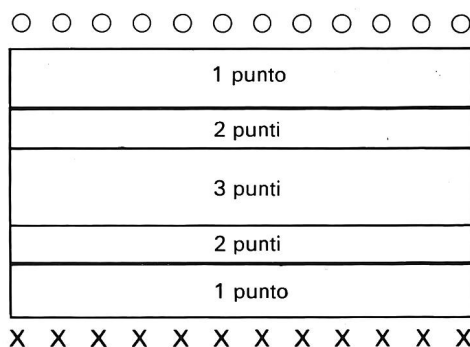 ○ ○ ○ ○ ○ ○ ○ ○ ○ ○ ○ ○
1 punto
2 punti
3 punti
2 punti
1 punto
X X X X X X X X X X X X